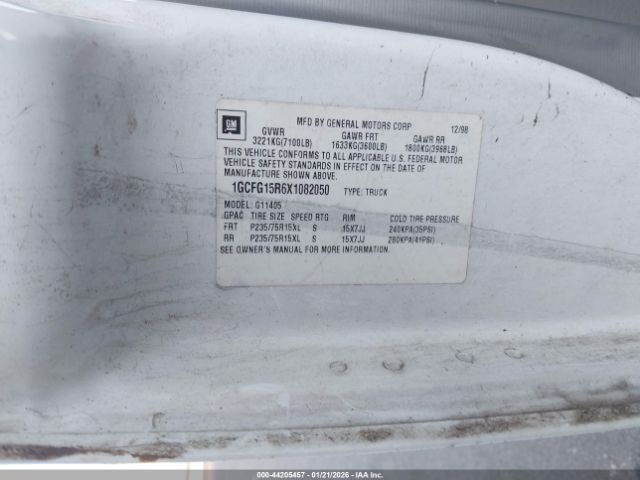 GM
MFD BY GENERAL MOTORS CORP 12/98
GVWR GAWR FRT GAWR RR
3221KG(7100LB) 1633KG(3600LB) 1800KG(3968LB)
THIS VEHICLE CONFORMS TO ALL APPLICABLE U.S. FEDERAL MOTOR
VEHICLE SAFETY STANDARDS IN EFFECT ON THE DATE OF
MANUFACTURE SHOWN ABOVE.
1GCFG15R6X1082050 TYPE: TRUCK
MODEL: G11405
GPAC TIRE SIZE SPEED RTG RIM COLD TIRE PRESSURE
FRT P235/75R15XL S 15X7JJ 240KPA(35PSI)
RR P235/75R15XL S 15X7JJ 280KPA(41PSI)
SEE OWNER'S MANUAL FOR MORE INFORMATION.
000-44205457 - 01/21/2026 - IAAI.COM